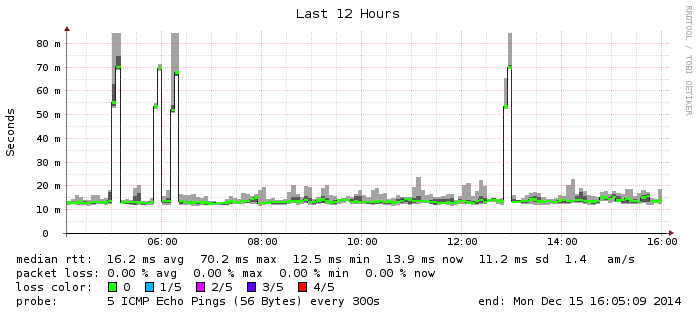 Last 12 Hours
RRDTOOL / TOBI OETIKER
Seconds
80 m
70 m
60 m
50 m
40 m
30 m
20 m
10 m
0
06:00 08:00 10:00 12:00 14:00 16:00
median rtt: 16.2 ms avg 70.2 ms max 12.5 ms min 13.9 ms now 11.2 ms sd 1.4 am/s
packet loss: 0.00 % avg 0.00 % max 0.00 % min 0.00 % now
loss color: 0 1/5 2/5 3/5 4/5
probe: 5 ICMP Echo Pings (56 Bytes) every 300s end: Mon Dec 15 16:05:09 2014